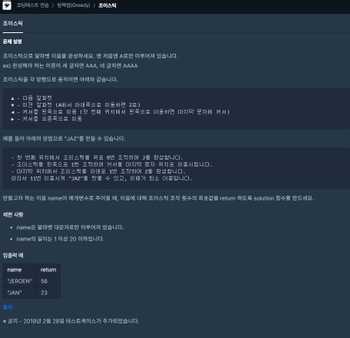 코딩테스트 연습 > 탐욕법(Greedy) > 조이스틱
조이스틱
문제 설명
조이스틱으로 알파벳 이름을 완성하세요. 맨 처음엔 A로만 이루어져 있습니다.
ex) 완성해야 하는 이름이 세 글자면 AAA, 네 글자면 AAAA
조이스틱을 각 방향으로 움직이면 아래와 같습니다.
▲ - 다음 알파벳
▼ - 이전 알파벳 (A에서 아래쪽으로 이동하면 Z로)
◀ - 커서를 왼쪽으로 이동 (첫 번째 위치에서 왼쪽으로 이동하면 마지막 문자에 커서)
▶ - 커서를 오른쪽으로 이동
예를 들어 아래의 방법으로 "JAZ"를 만들 수 있습니다.
- 첫 번째 위치에서 조이스틱을 위로 9번 조작하여 J를 완성합니다.
- 조이스틱을 왼쪽으로 1번 조작하여 커서를 마지막 문자 위치로 이동시킵니다.
- 마지막 위치에서 조이스틱을 아래로 1번 조작하여 Z를 완성합니다.
따라서 11번 이동시켜 "JAZ"를 만들 수 있고, 이때가 최소 이동입니다.
만들고자 하는 이름 name이 매개변수로 주어질 때, 이름에 대해 조이스틱 조작 횟수의 최솟값을 return 하도록 solution 함수를 만드세요.
제한 사항
• name은 알파벳 대문자로만 이루어져 있습니다.
• name의 길이는 1 이상 20 이하입니다.
입출력 예
name return
"JEROEN" 56
"JAN" 23
출처
※ 공지 - 2019년 2월 28일 테스트케이스가 추가되었습니다.